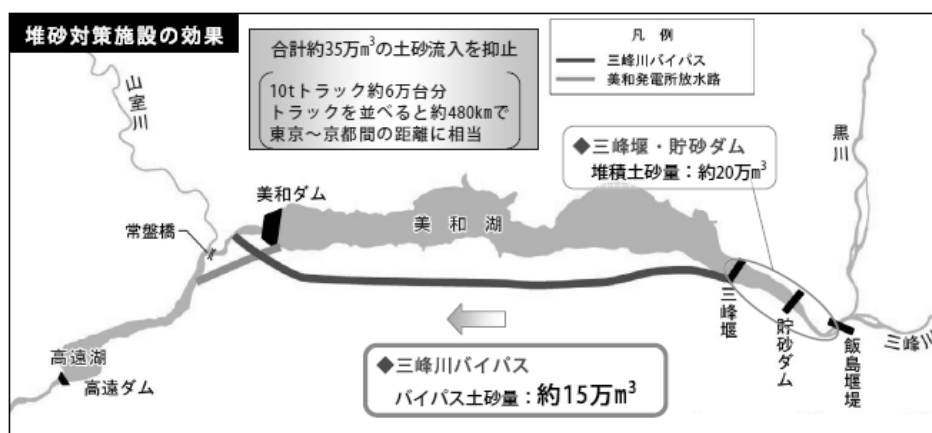 堆砂対策施設の効果
合計約35万m³の土砂流入を抑止
10tトラック約6万台分
トラックを並べると約480kmで
東京～京都間の距離に相当
凡 例
三峰川バイパス
美和発電所放水路
山室川
黒川
◆三峰堰・貯砂ダム
堆積土砂量：約20万m³
美和ダム
常盤橋
美和湖
三峰堰
貯砂ダム
飯島堰堤
三峰川
高遠湖
高遠ダム
◆三峰川バイパス
バイパス土砂量：約15万m³